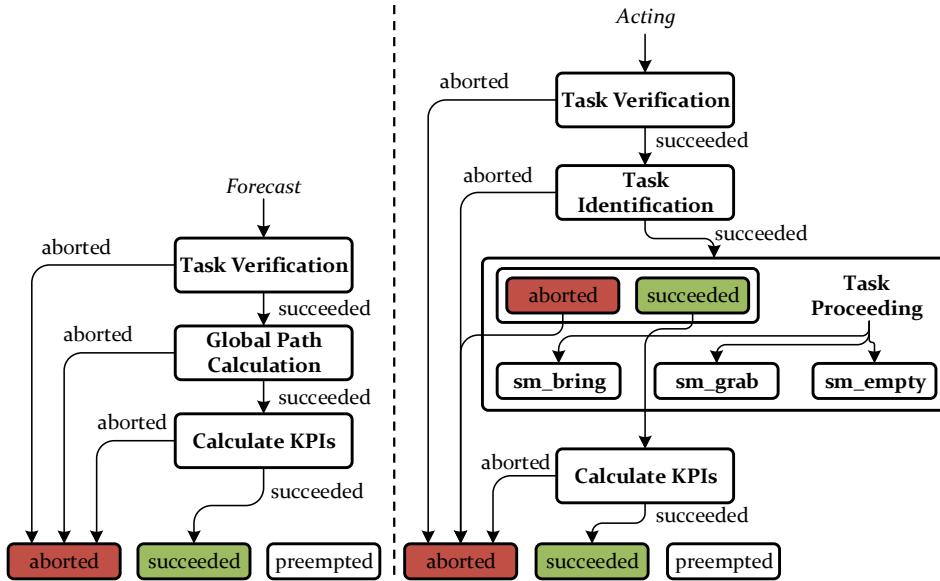 Forecast
aborted
Task Verification
succeeded
aborted
Global Path
Calculation
succeeded
aborted
Calculate KPIs
succeeded
aborted
succeeded
preempted
Acting
aborted
Task Verification
succeeded
aborted
Task
Identification
succeeded
aborted
succeeded
Task
Proceeding
sm_bring
sm_grab
sm_empty
aborted
Calculate KPIs
succeeded
aborted
succeeded
preempted